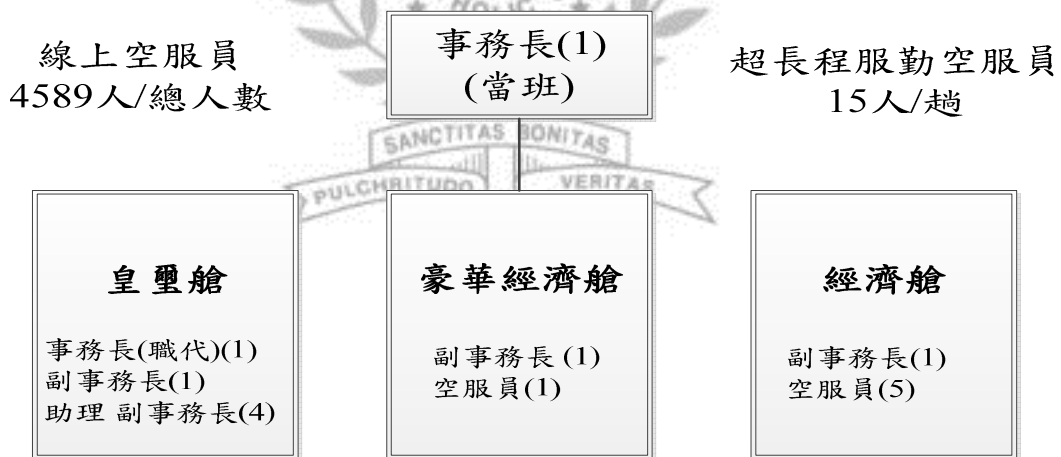 線上空服員
4589人/總人數
事務長(1)
(當班)
超長程服勤空服員
15人/趟
SANCTITAS BONITAS
PULCHRITUDO VERITAS
皇璽艙
事務長(職代)(1)
副事務長(1)
助理 副事務長(4)
豪華經濟艙
副事務長 (1)
空服員(1)
經濟艙
副事務長(1)
空服員(5)